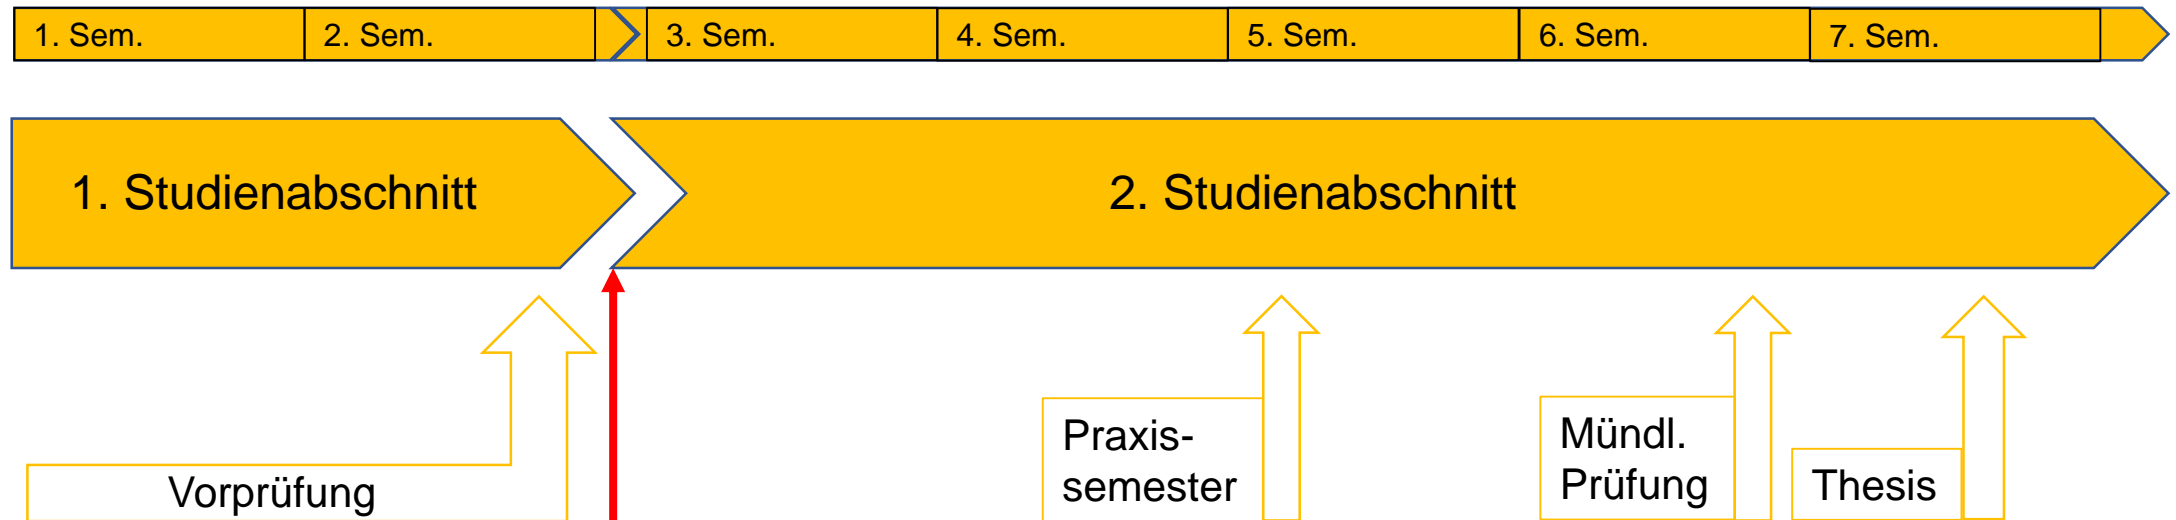 1. Sem.
2. Sem.
3. Sem.
4. Sem.
5. Sem.
6. Sem.
7. Sem.
1. Studienabschnitt
2. Studienabschnitt
Vorprüfung
Praxis-
semester
Mündl.
Prüfung
Thesis